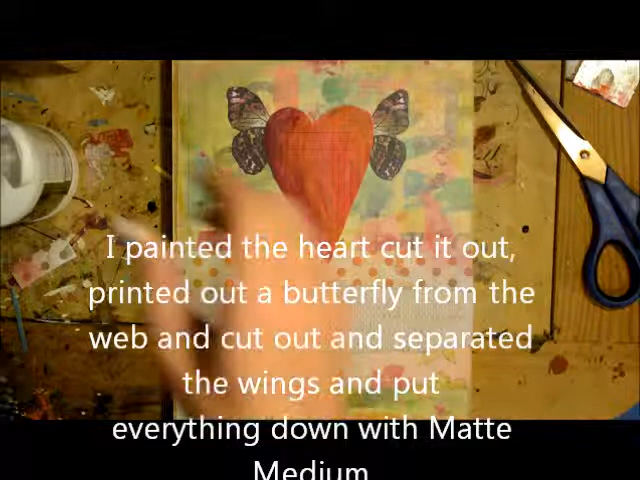 I painted the heart cut it out,
printed out a butterfly from the
web and cut out and separated
the wings and put
everything down with Matte
Medium